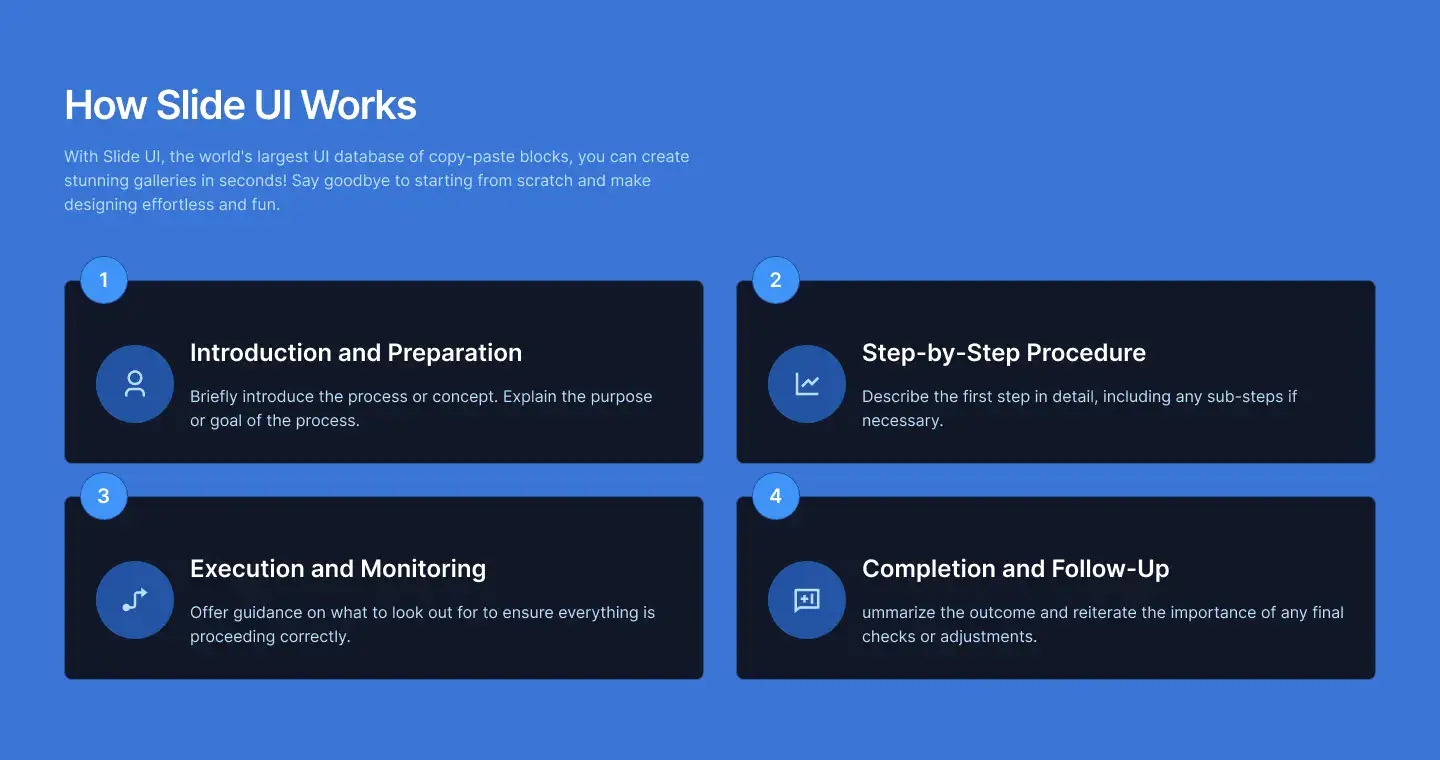 How Slide UI Works
With Slide UI, the world's largest UI database of copy-paste blocks, you can create
stunning galleries in seconds! Say goodbye to starting from scratch and make
designing effortless and fun.
1
Introduction and Preparation
Briefly introduce the process or concept. Explain the purpose
or goal of the process.
2
Step-by-Step Procedure
Describe the first step in detail, including any sub-steps if
necessary.
3
Execution and Monitoring
Offer guidance on what to look out for to ensure everything is
proceeding correctly.
4
Completion and Follow-Up
ummarize the outcome and reiterate the importance of any final
checks or adjustments.